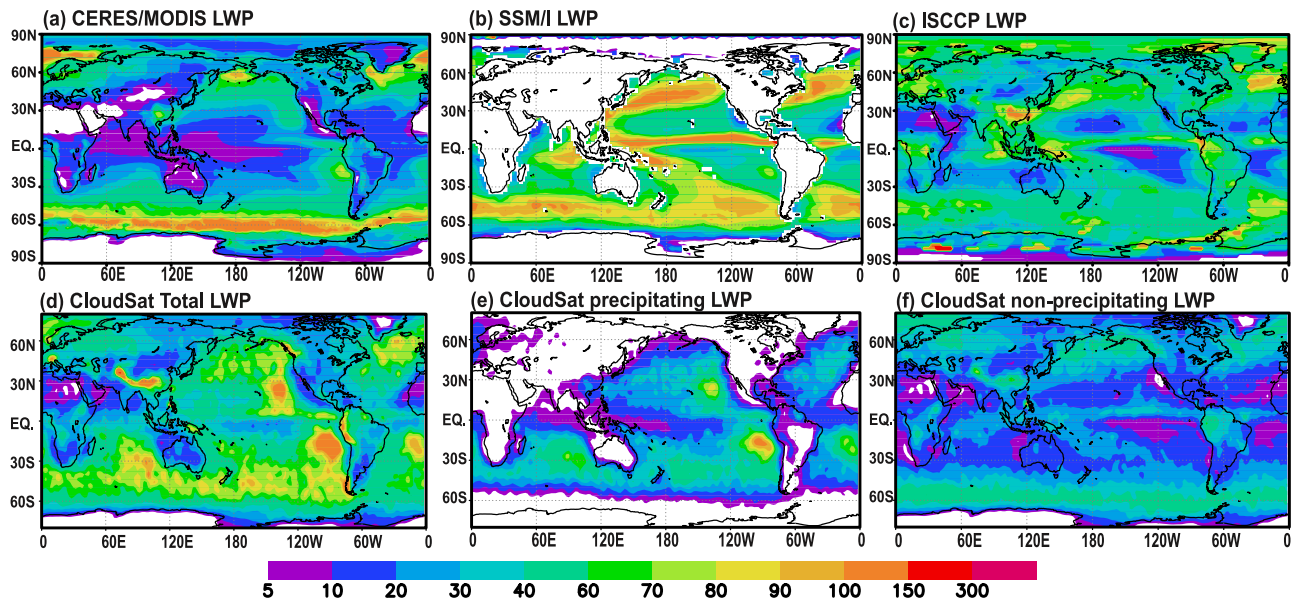 (a) CERES/MODIS LWP
(b) SSM/I LWP
(c) ISCCP LWP
90N
60N
30N
EQ.
30S
60S
90S
0 60E 120E 180 120W 60W 0
90N
60N
30N
EQ.
30S
60S
90S
0 60E 120E 180 120W 60W 0
90N
60N
30N
EQ.
30S
60S
90S
0 60E 120E 180 120W 60W 0
(d) CloudSat Total LWP
(e) CloudSat precipitating LWP
(f) CloudSat non-precipitating LWP
60N
30N
EQ.
30S
60S
0 60E 120E 180 120W 60W 0
60N
30N
EQ.
30S
60S
0 60E 120E 180 120W 60W 0
60N
30N
EQ.
30S
60S
0 60E 120E 180 120W 60W 0
5 10 20 30 40 60 70 80 90 100 150 300